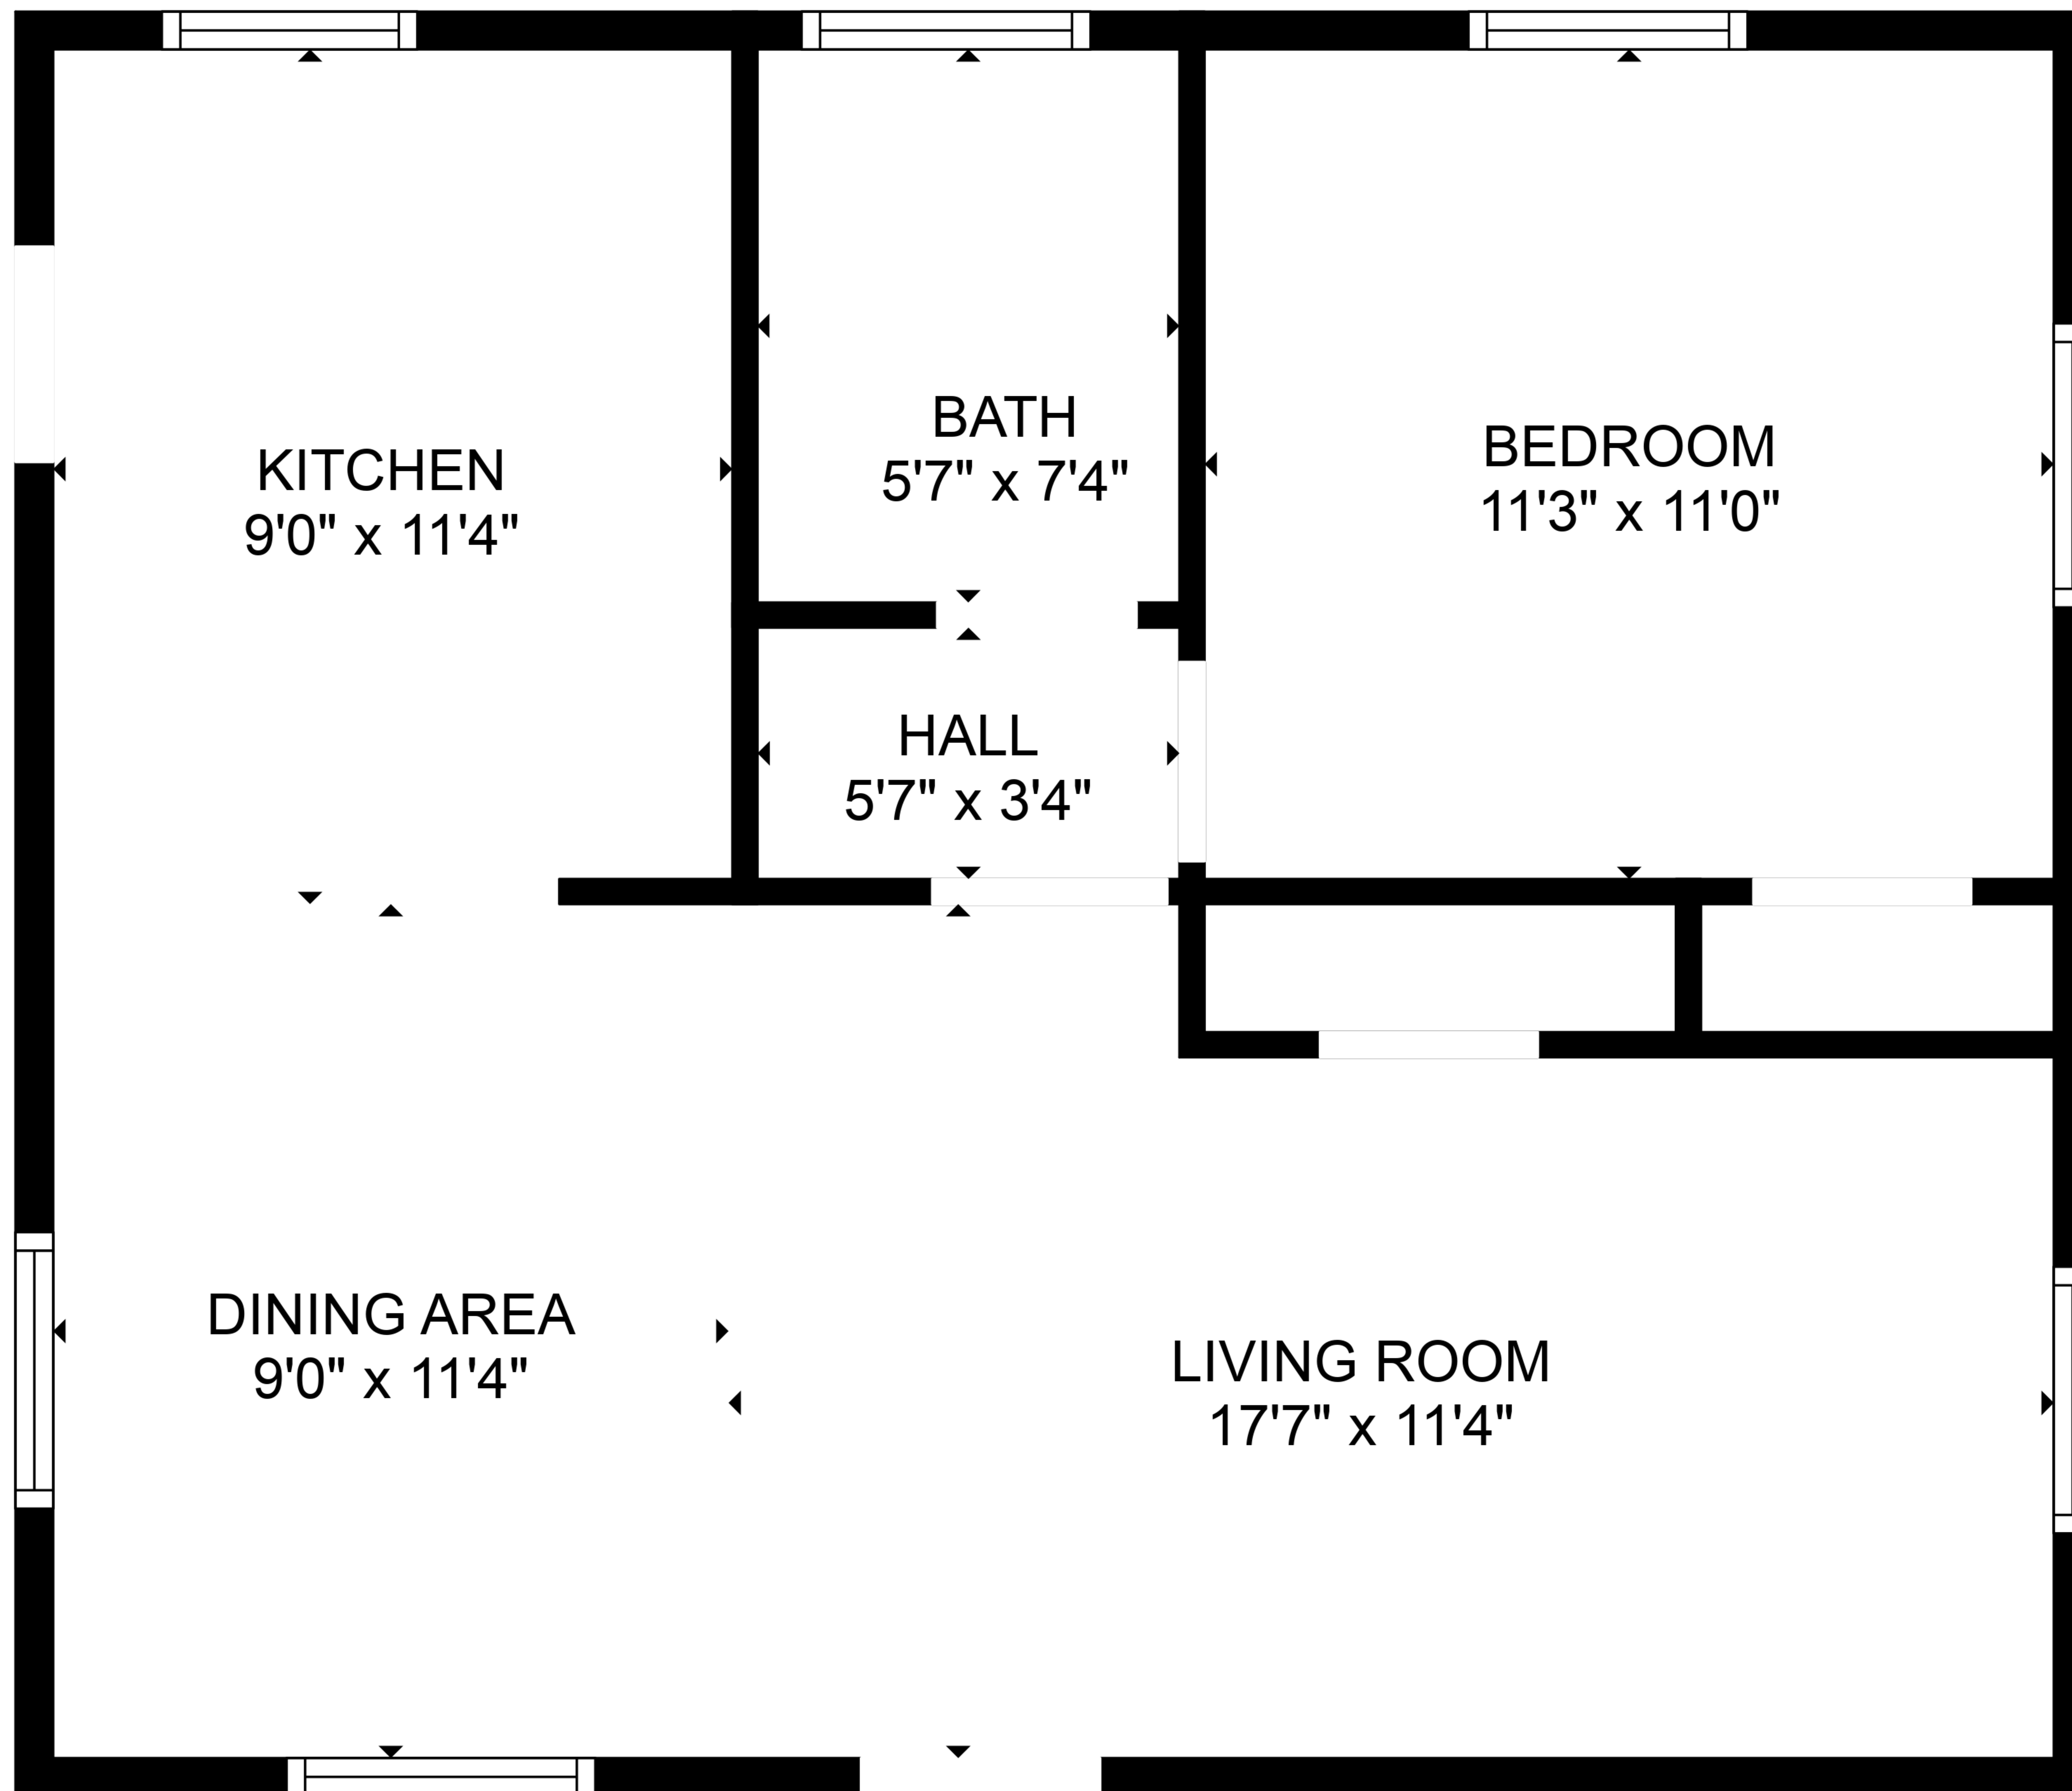 BATH
5'7" x 7'4"
BEDROOM
11'3" x 11'0"
KITCHEN
9'0" x 11'4"
HALL
5'7" x 3'4"
DINING AREA
9'0" x 11'4"
LIVING ROOM
17'7" x 11'4"